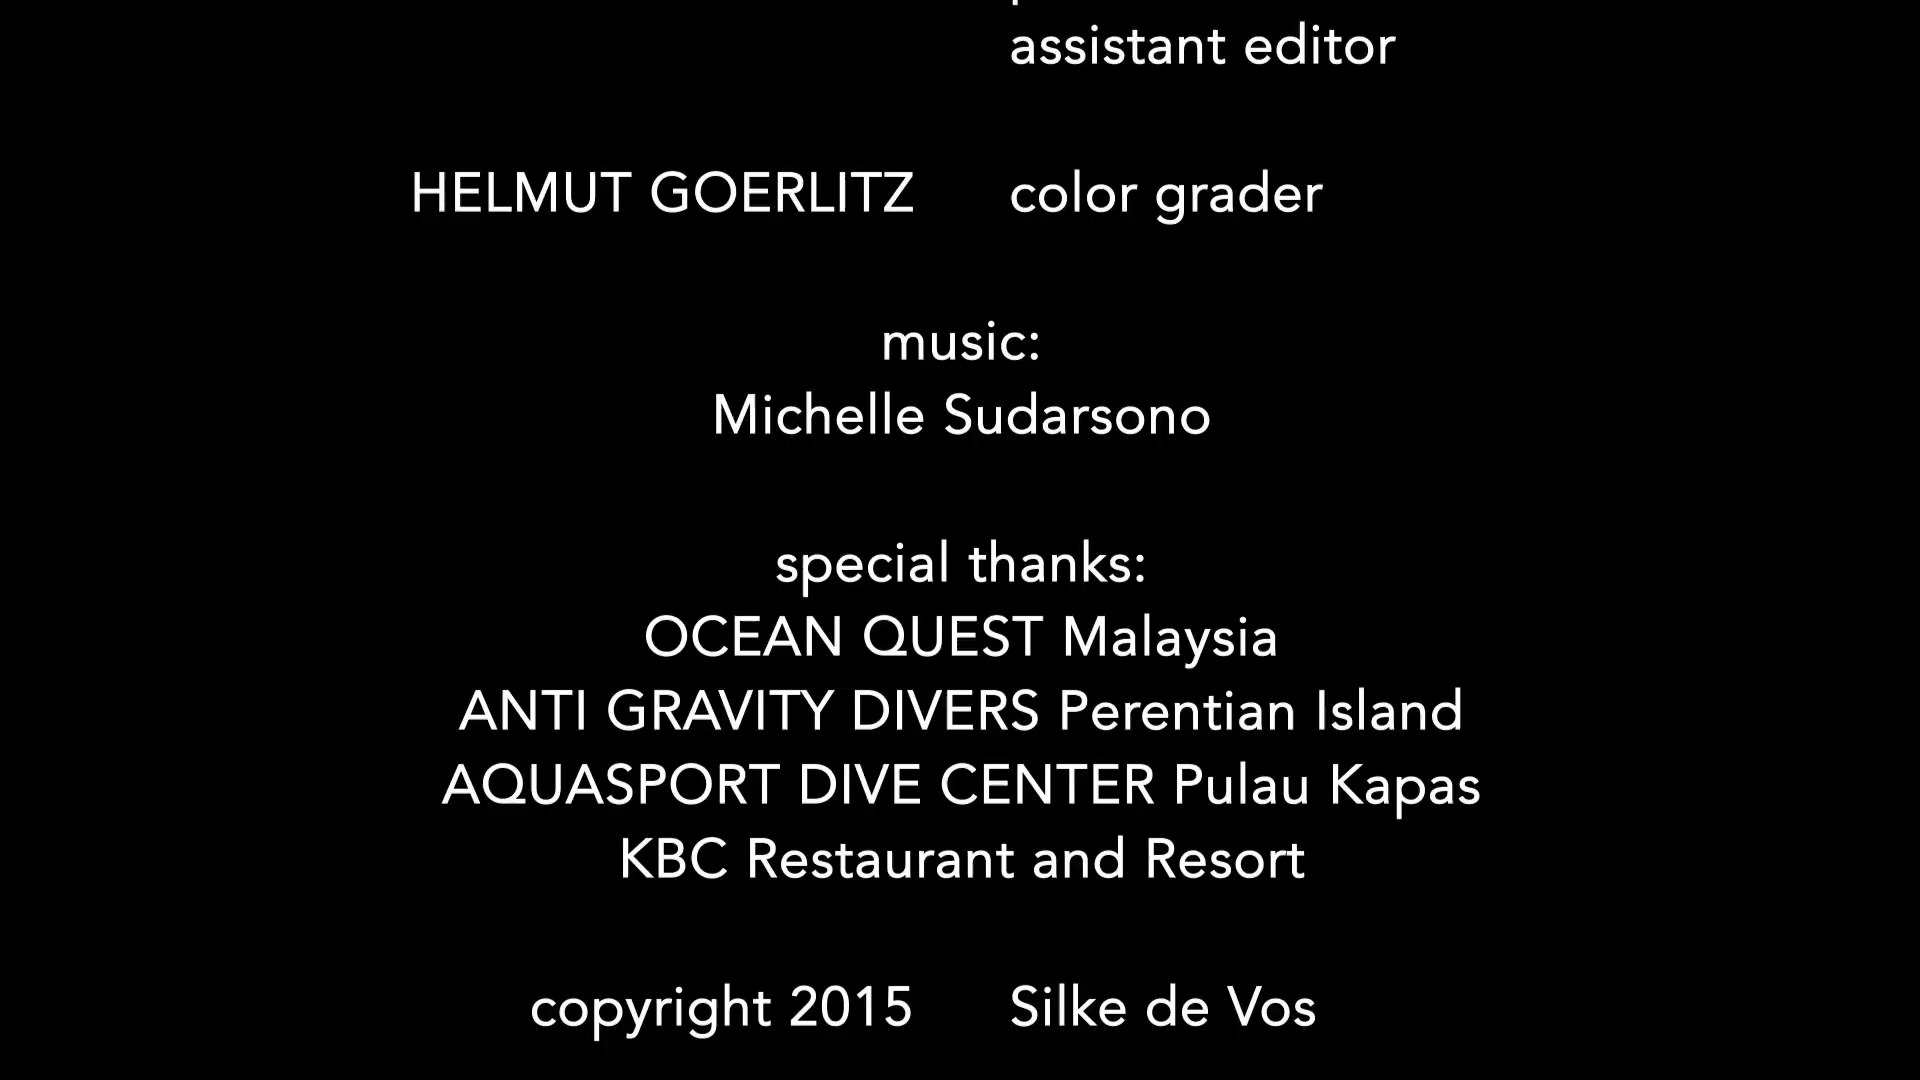 assistant editor
HELMUT GOERLITZ color grader
music:
Michelle Sudarsono
special thanks:
OCEAN QUEST Malaysia
ANTI GRAVITY DIVERS Perentian Island
AQUASPORT DIVE CENTER Pulau Kapas
KBC Restaurant and Resort
copyright 2015 Silke de Vos